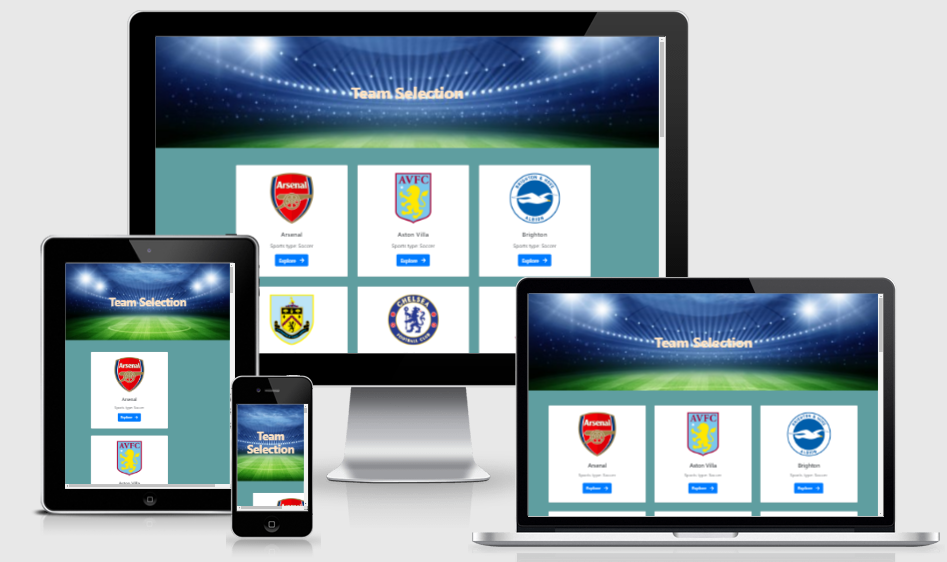 Team Selection
Arsenal
AVFC
BRIGHTON & HOVE
ALBION
Arsenal
Aston Villa
Brighton
Sports type: Soccer
Sports type: Soccer
Sports type: Soccer
Explore →
Explore →
Explore →
CHELSEA
FOOTBALL CLUB
Team Selection
Arsenal
Arsenal
Sports type: Soccer
Explore →
AVFC
Aston Villa
Team
Selection
Arsenal
Team Selection
Arsenal
AVFC
Arsenal
Aston Villa
Brighton
Sports type: Soccer
Sports type: Soccer
Sports type: Soccer
Explore →
Explore →
Explore →